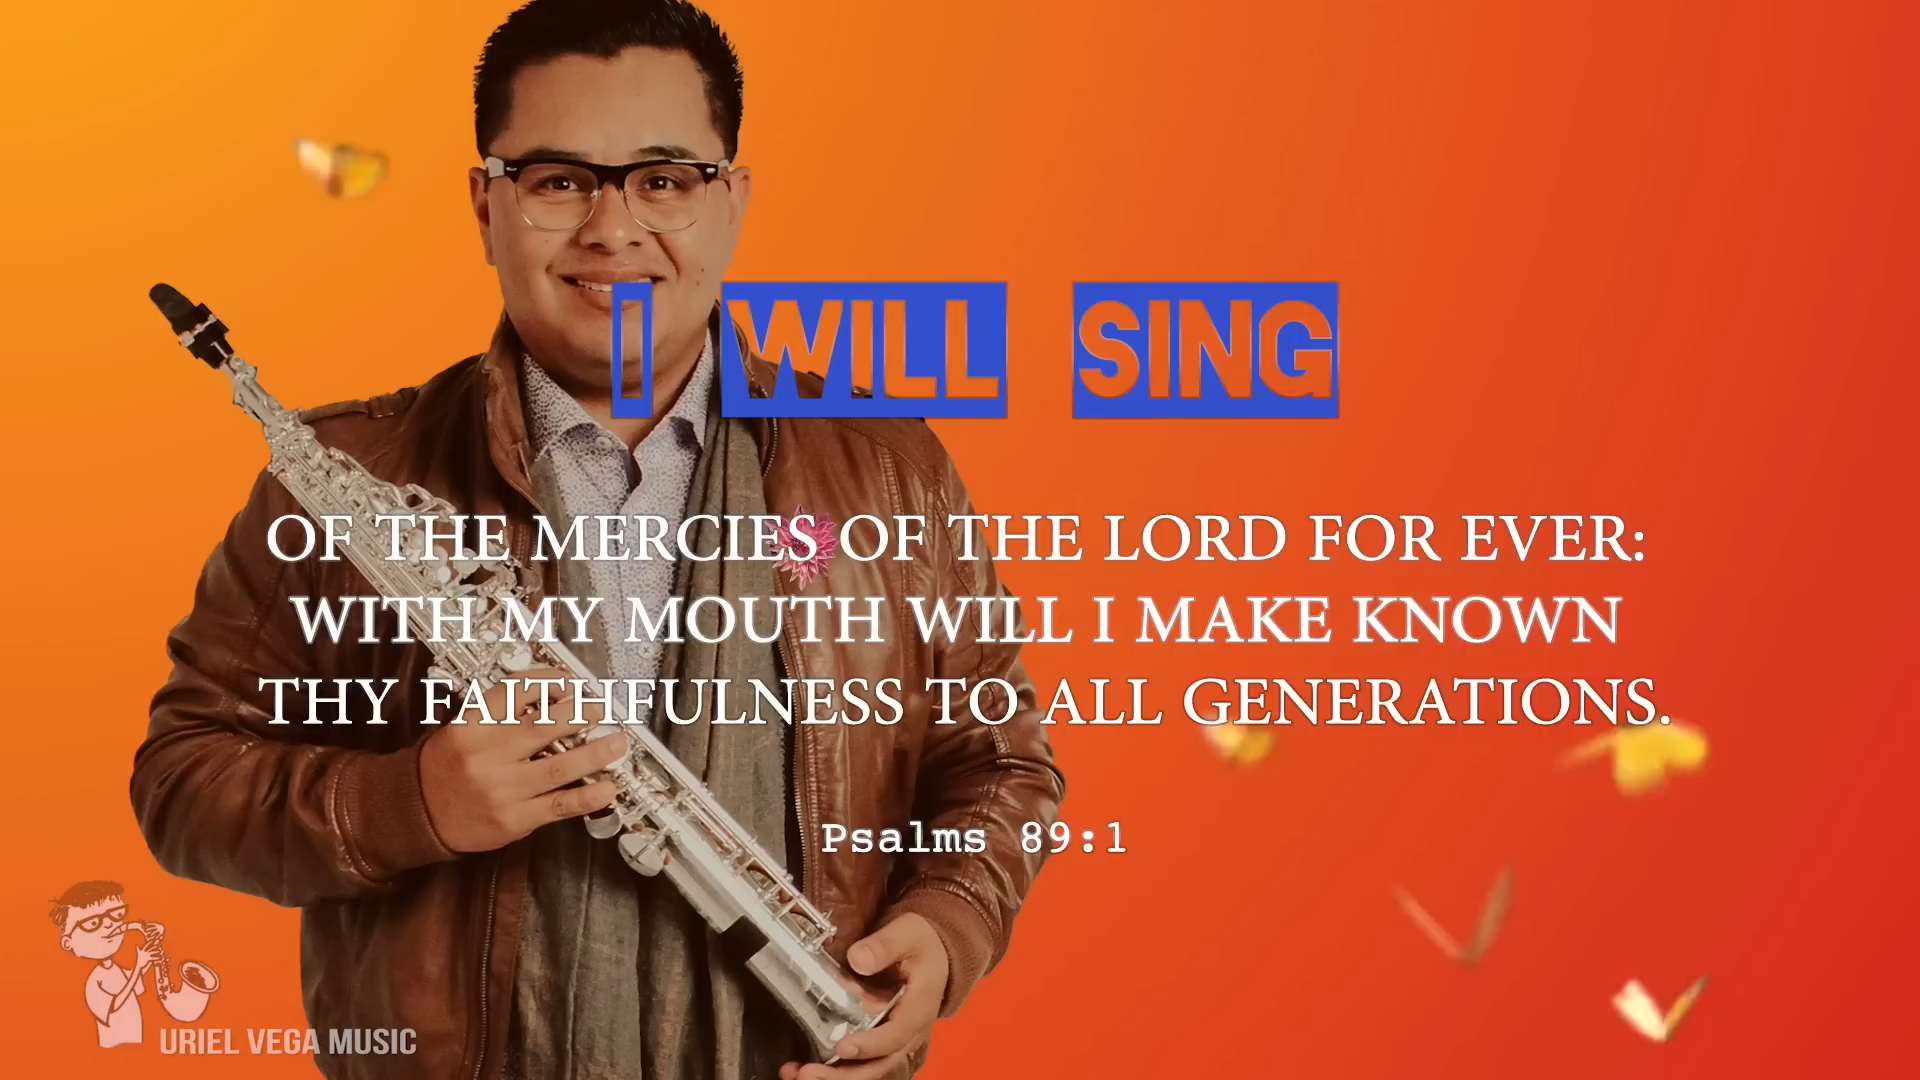 I WILL SING
OF THE MERCIES OF THE LORD FOR EVER:
WITH MY MOUTH WILL I MAKE KNOWN
THY FAITHFULNESS TO ALL GENERATIONS.
Psalms 89:1
URIEL VEGA MUSIC